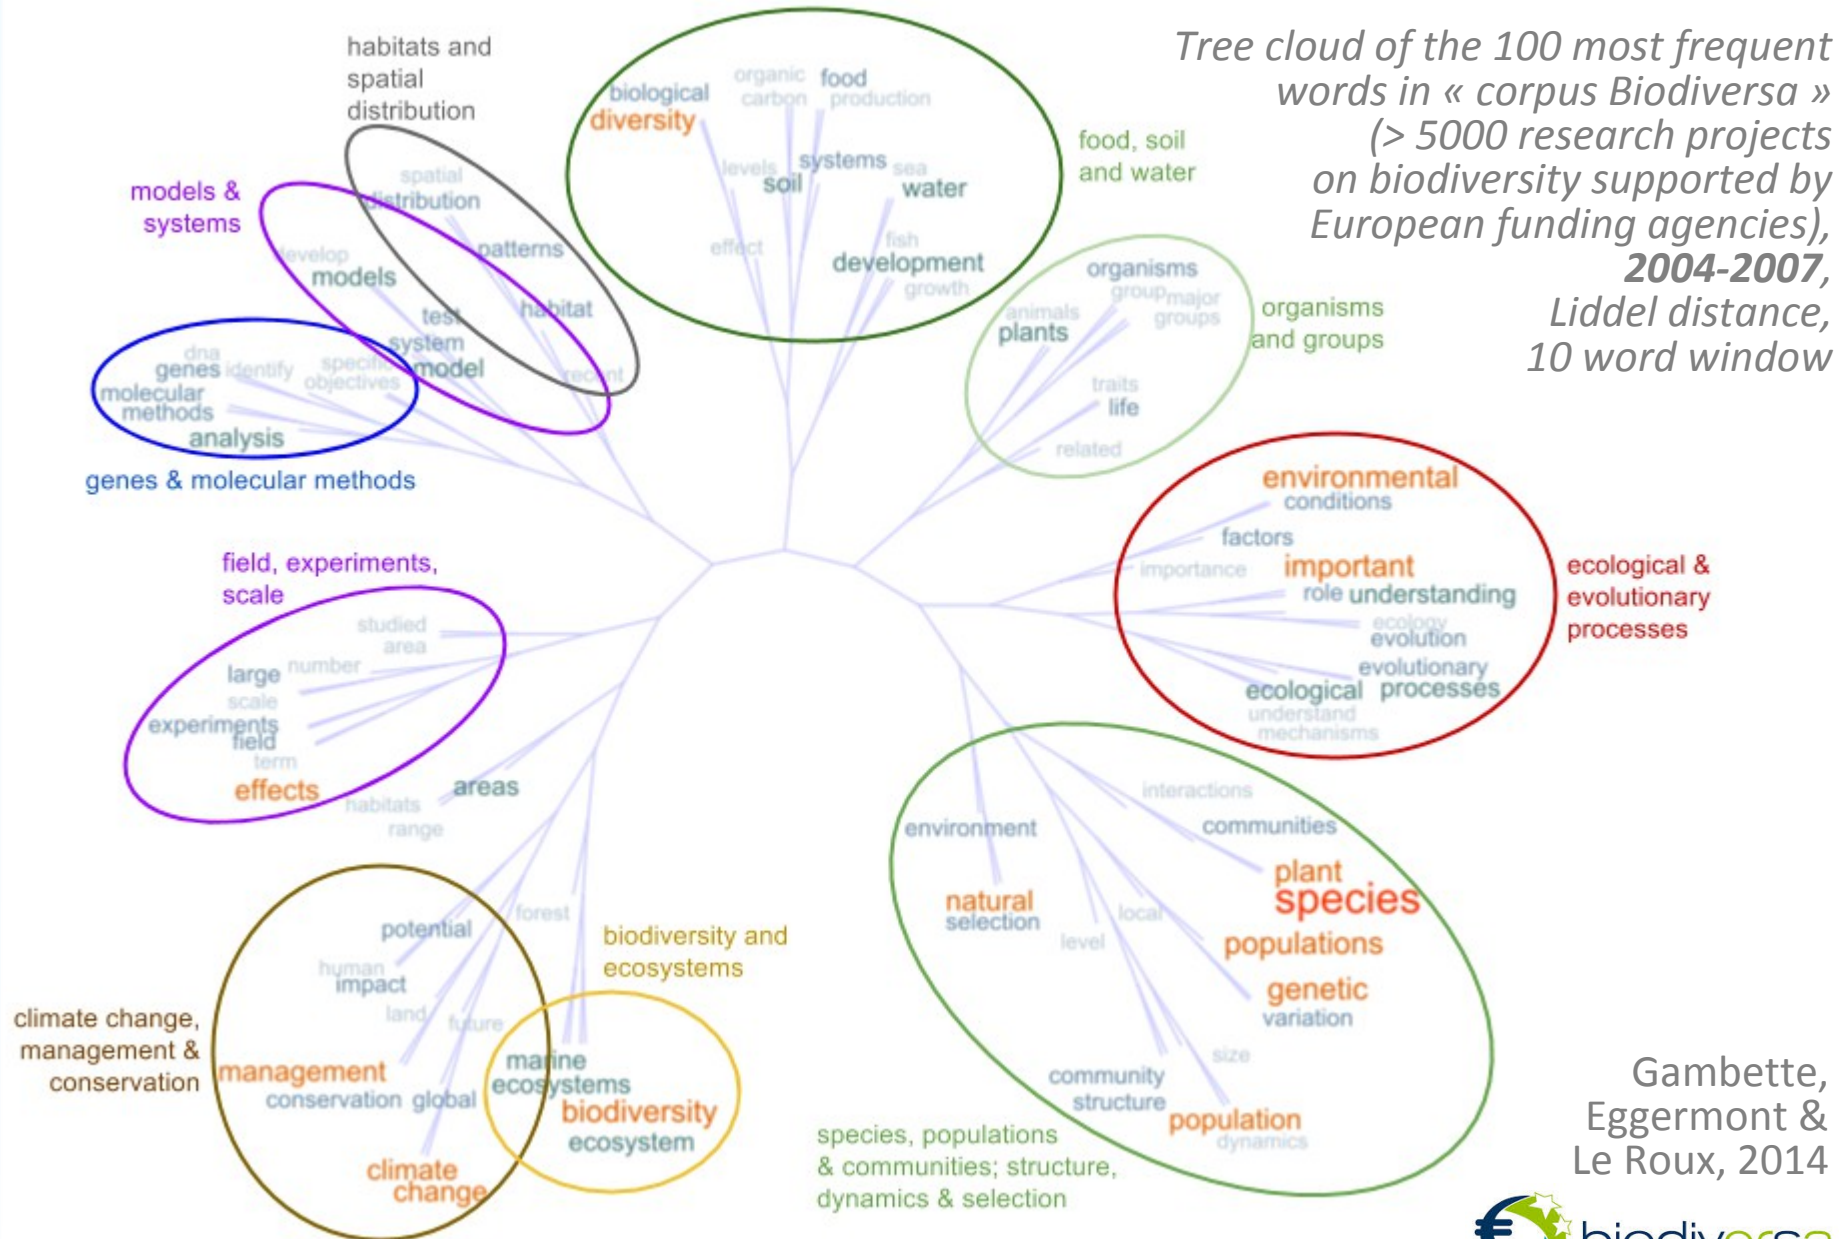 Tree cloud of the 100 most frequent
words in « corpus Biodiversa »
(> 5000 research projects
on biodiversity supported by
European funding agencies),
2004-2007,
Liddel distance,
10 word window
habitats and
spatial
distribution
spatial
distribution
patterns
habitat
recent
models &
systems
develop
models
test
system
model
genes & molecular methods
dna
genes identify
specific
objectives
molecular
methods
analysis
food, soil
and water
biological
diversity
organic
carbon
food
production
levels
systems
soil
sea
water
effect
fish
development
growth
organisms
and groups
organisms
group major
groups
animals
plants
traits
life
related
ecological &
evolutionary
processes
environmental
conditions
factors
importance
important
role understanding
ecology
evolution
evolutionary
ecological processes
understand
mechanisms
field, experiments,
scale
studied
area
large number
scale
experiments
field
term
effects
areas
habitats
range
climate change,
management &
conservation
potential
forest
human
impact
land
future
management
conservation global
climate
change
biodiversity and
ecosystems
marine
ecosystems
biodiversity
ecosystem
species, populations
& communities; structure,
dynamics & selection
interactions
environment
communities
plant
species
natural
selection
local
level
populations
genetic
variation
size
community
structure
population
dynamics
Gambette,
Eggermont &
Le Roux, 2014
biodiversa